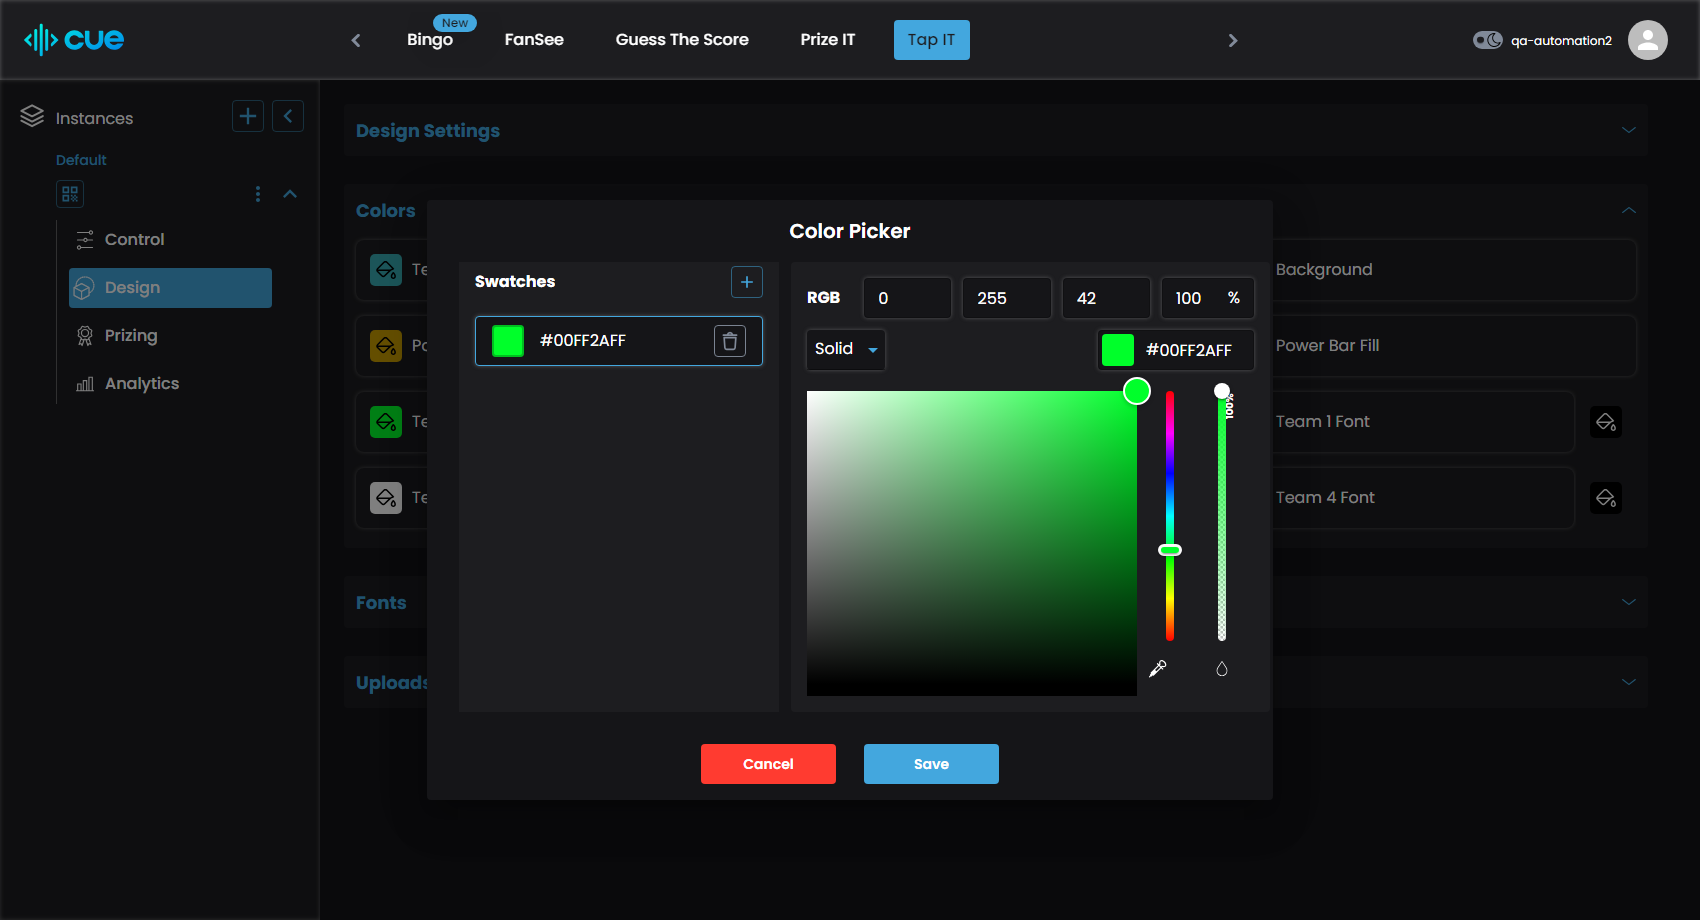 cue
New
Bingo
FanSee
Guess The Score
Prize IT
Tap IT
qa-automation2
Instances
Default
Control
Design
Prizing
Analytics
Design Settings
Colors
Te
Background
Po
Power Bar Fill
Te
Team 1 Font
Te
Team 4 Font
Fonts
Uploads
Color Picker
Swatches
#00FF2AFF
RGB 0 255 42 100 %
Solid
#00FF2AFF
100%
Cancel
Save